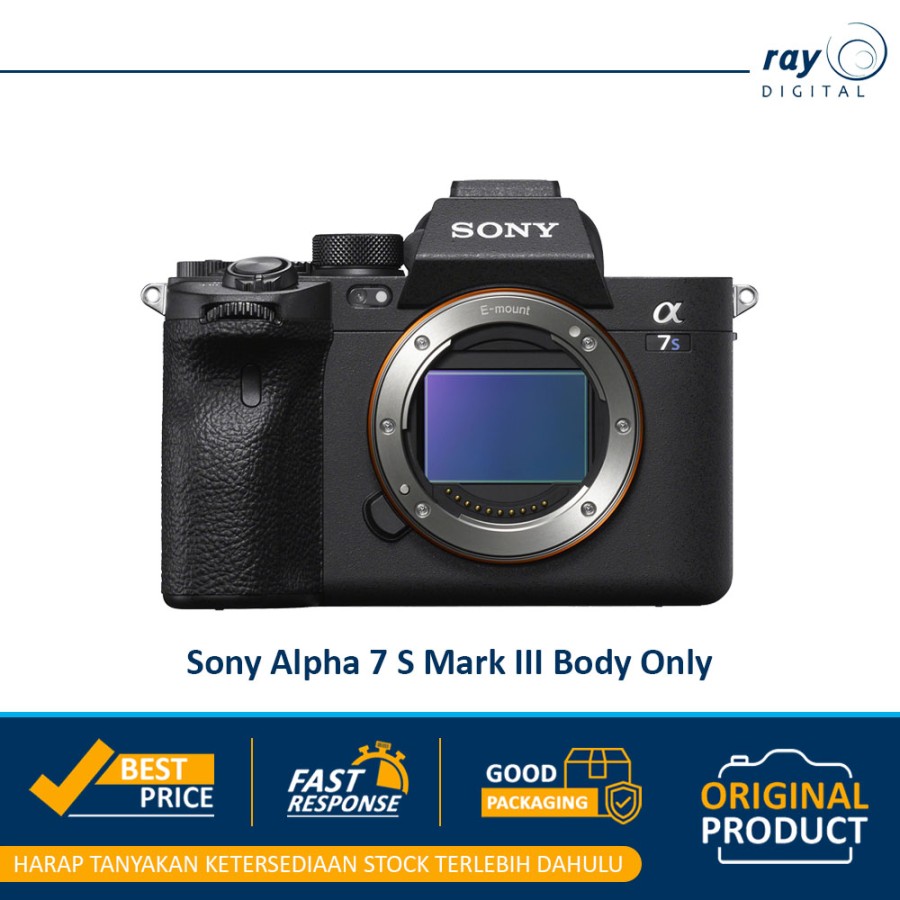 ray
DIGITAL
SONY
E-mount
α
7S
Sony Alpha 7 S Mark III Body Only
BEST
PRICE
FAST
RESPONSE
GOOD
PACKAGING
ORIGINAL
PRODUCT
HARAP TANYAKAN KETERSEDIAAN STOCK TERLEBIH DAHULU